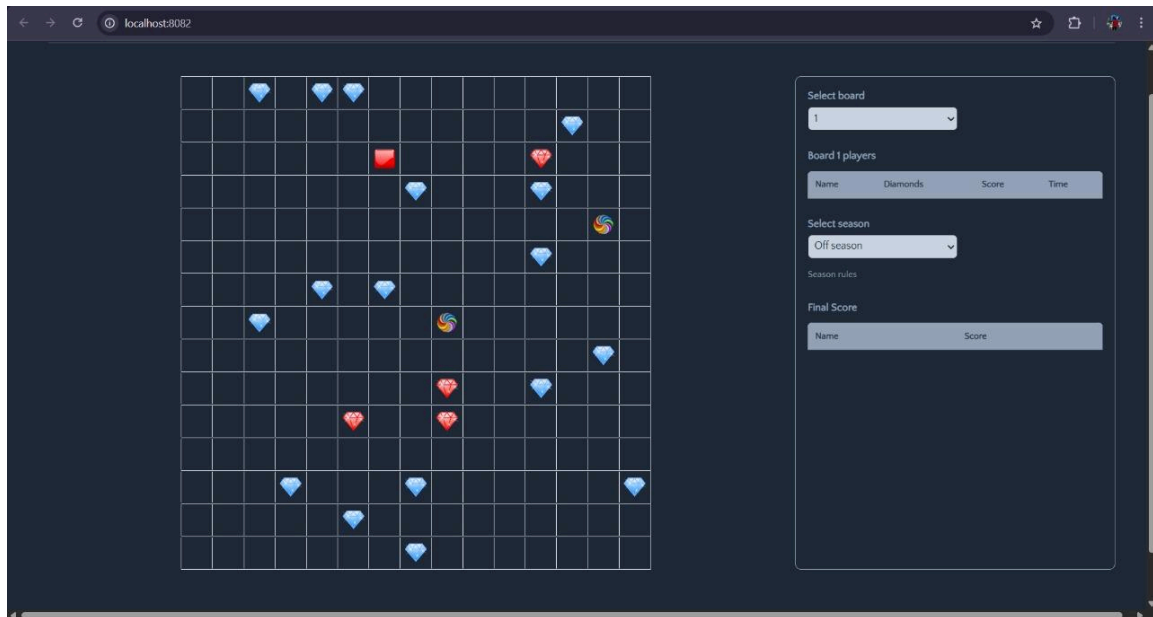 localhost:8082
Select board
1
Board 1 players
Name Diamonds Score Time
Select season
Off season
Season rules
Final Score
Name Score